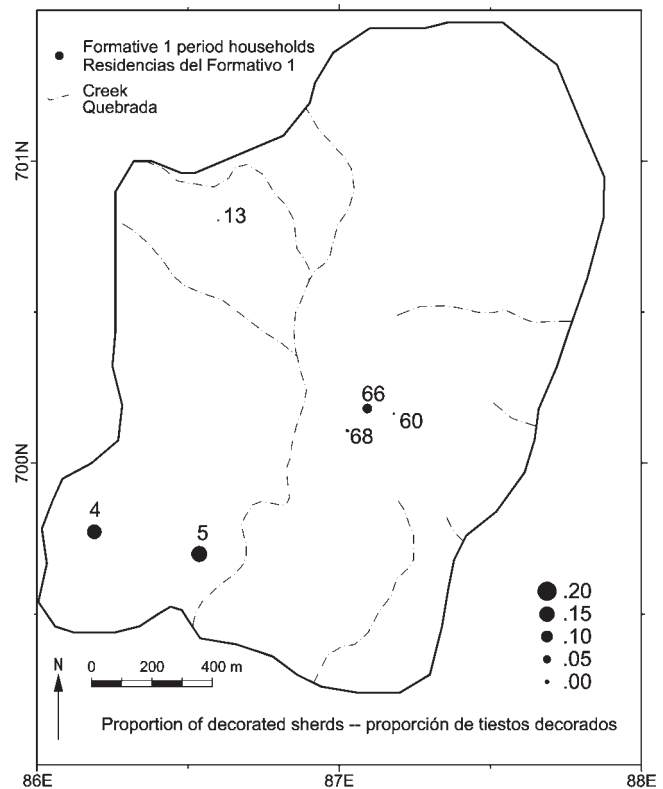 Formative 1 period households
Residencias del Formativo 1
Creek
Quebrada
701N
13
66
60
68
700N
4
5
.20
.15
.10
.05
.00
N
0 200 400 m
Proportion of decorated sherds -- proporción de tiestos decorados
86E 87E 88E